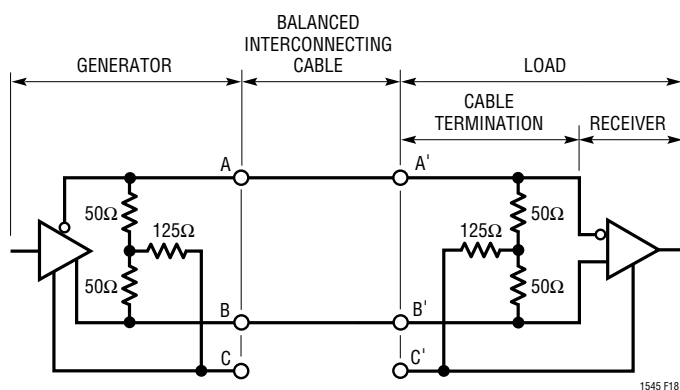 BALANCED
INTERCONNECTING
CABLE
GENERATOR
LOAD
CABLE
TERMINATION
RECEIVER
A
A'
50Ω
125Ω
50Ω
125Ω
50Ω
50Ω
B
B'
C
C'
1545 F18